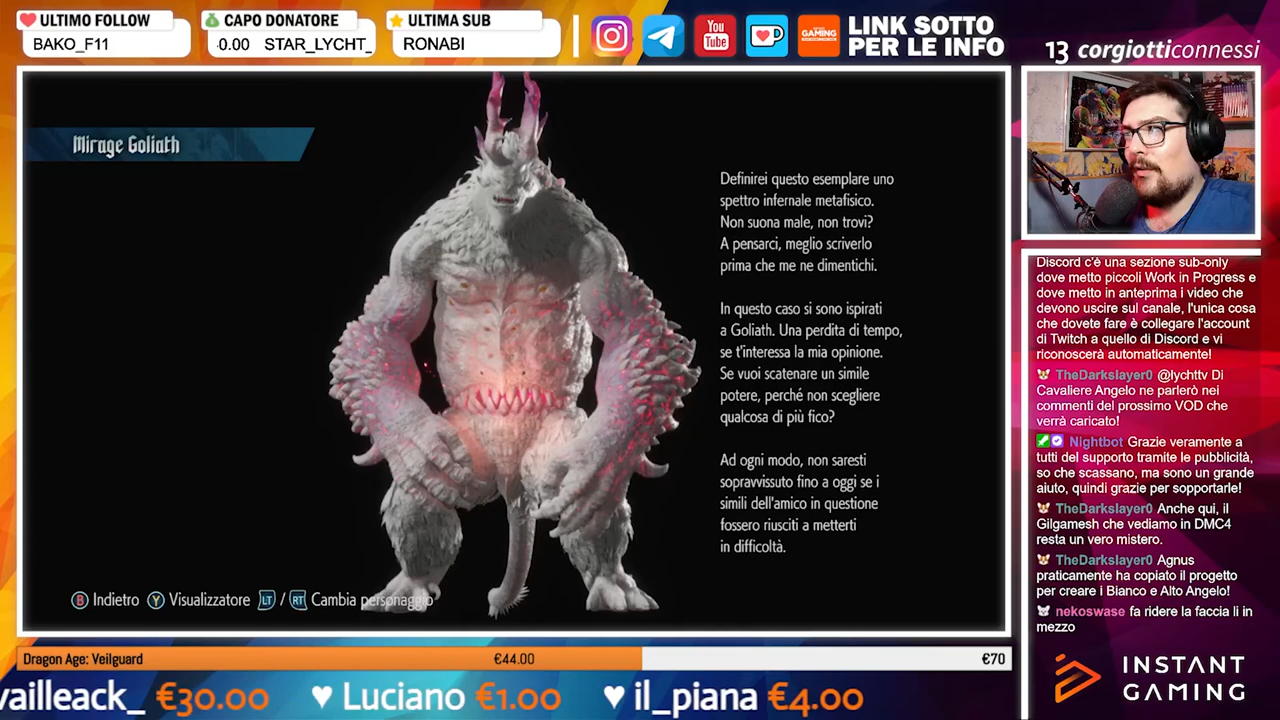 ULTIMO FOLLOW
BAKO_F11
CAPO DONATORE
0.00 STAR_LYCHT_
ULTIMA SUB
RONABI
You
Tube
GAMING
LINK SOTTO
PER LE INFO
13 corgiotticonnessi
Mirage Goliath
Definirei questo esemplare uno
spettro infernale metafisico.
Non suona male, non trovi?
A pensarci, meglio scriverlo
prima che me ne dimentichi.
In questo caso si sono ispirati
a Goliath. Una perdita di tempo,
se t'interessa la mia opinione.
Se vuoi scatenare un simile
potere, perché non scegliere
qualcosa di più fico?
Ad ogni modo, non saresti
sopravvissuto fino a oggi se i
simili dell'amico in questione
fossero riusciti a metterti
in difficoltà.
B Indietro Y Visualizzatore LT / RT Cambia personaggio
Discord c'è una sezione sub-only
dove metto piccoli Work in Progress e
dove metto in anteprima i video che
devono uscire sul canale, l'unica cosa
che dovete fare è collegare l'account
di Twitch a quello di Discord e vi
riconoscerà automaticamente!
TheDarkslayer0 @lychttv Di
Cavaliere Angelo ne parlerò nei
commenti del prossimo VOD che
verrà caricato!
Nightbot Grazie veramente a
tutti del supporto tramite le pubblicità,
so che scassano, ma sono un grande
aiuto, quindi grazie per sopportarle!
TheDarkslayer0 Anche qui, il
Gilgamesh che vediamo in DMC4
resta un vero mistero.
TheDarkslayer0 Agnus
praticamente ha copiato il progetto
per creare i Bianco e Alto Angelo!
nekoswase fa ridere la faccia li in
mezzo
Dragon Age: Veilguard €44.00 €70
vailleack_ €30.00 ♥ Luciano €1.00 ♥ il_piana €4.00
INSTANT
GAMING